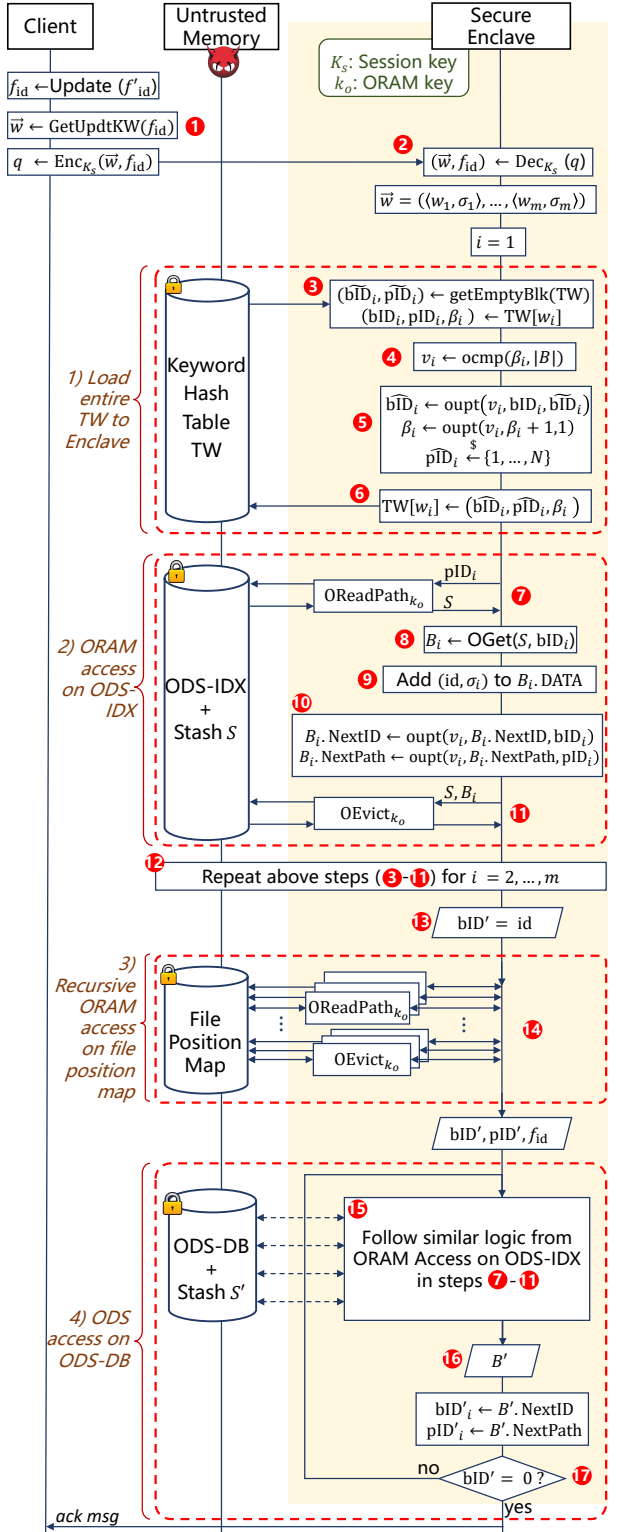 Client
Untrusted
Memory
Secure
Enclave
K_s: Session key
k_o: ORAM key
f_id ←Update (f'_id)
w⃗ ← GetUpdtKW(f_id)
1
q ← Enc_{K_s}(w⃗, f_id)
2
(w⃗, f_id) ← Dec_{K_s} (q)
w⃗ = (⟨w_1, σ_1⟩, … , ⟨w_m, σ_m⟩)
i = 1
1) Load
entire
TW to
Enclave
Keyword
Hash
Table
TW
3
(b͠ID_i, p͠ID_i) ← getEmptyBlk(TW)
(bID_i, pID_i, β_i ) ← TW[w_i]
4
v_i ← ocmp(β_i, |B|)
5
b̂ID_i ← oupt(v_i, bID_i, b͠ID_i)
β_i ← oupt(v_i, β_i + 1,1)
$
p̂ID_i ← {1, … , N}
6
TW[w_i] ← (b̂ID_i, p̂ID_i, β_i )
2) ORAM
access
on ODS-
IDX
ODS-IDX
+
Stash S
pID_i
OReadPath_{k_o}
S
7
8
B_i ← OGet(S, bID_i)
9
Add (id, σ_i) to B_i. DATA
10
B_i. NextID ← oupt(v_i, B_i. NextID, bID_i)
B_i. NextPath ← oupt(v_i, B_i. NextPath, pID_i)
S, B_i
OEvict_{k_o}
11
12
Repeat above steps (3-11) for i = 2, … , m
13
bID′ = id
3)
Recursive
ORAM
access
on file
position
map
File
Position
Map
OReadPath_{k_o}
⋮ ⋮
OEvict_{k_o}
14
bID′, pID′, f_id
4) ODS
access on
ODS-DB
ODS-DB
+
Stash S′
15
Follow similar logic from
ORAM Access on ODS-IDX
in steps 7-11
16
B′
bID′_i ← B′. NextID
pID′_i ← B′. NextPath
no
bID′ = 0 ?
17
yes
ack msg